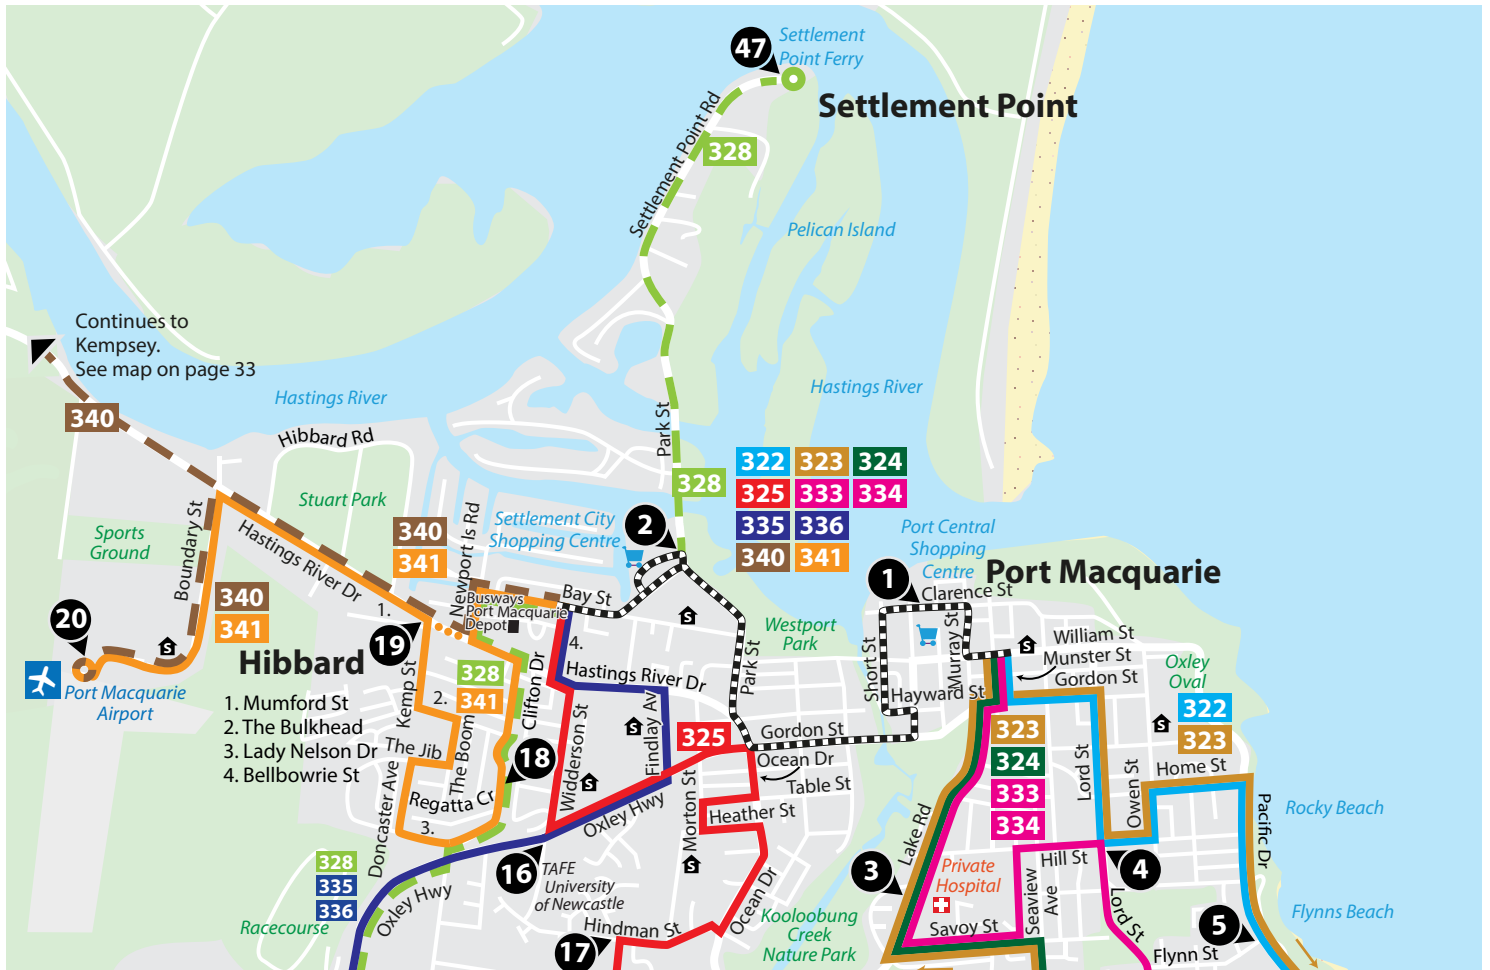 47
Settlement
Point Ferry
Settlement Point
Settlement Point Rd
328
Pelican Island
Continues to
Kempsey.
See map on page 33
340
Hastings River
Hastings River
Hibbard Rd
Park St
Stuart Park
Sports
Ground
Boundary St
Hastings River Dr
340
341
Newport Is Rd
Settlement City
Shopping Centre
2
328
322 323 324
325 333 334
335 336
340 341
Port Central
Shopping
Centre
1
Port Macquarie
Clarence St
340
341
20
S
Port Macquarie
Airport
1.
19
Hibbard
1. Mumford St
2. The Bulkhead
3. Lady Nelson Dr
4. Bellbowrie St
Busways
Port Macquarie
Depot
Bay St
S
4.
Hastings River Dr
Westport
Park
Park St
Short St
Murray St
Hayward St
S
William St
Munster St
Gordon St
Oxley
Oval
S
322
323
328
341
Kemp St
2.
Clifton Dr
The Jib
The Boom
18
Widderson St
S
S
Findlay Av
325
Gordon St
Ocean Dr
Table St
Morton St
Heather St
S
323
324
333
334
Lord St
Owen St
Home St
Pacific Dr
Rocky Beach
Doncaster Ave
Regatta Cr
3.
Oxley Hwy
16
TAFE
University
of Newcastle
328
335
336
Racecourse
Oxley Hwy
Hindman St
17
Ocean Dr
Kooloobung
Creek
Nature Park
3
Lake Rd
Private
Hospital
Savoy St
Seaview
Ave
Hill St
4
Lord St
5
Flynn St
Flynns Beach